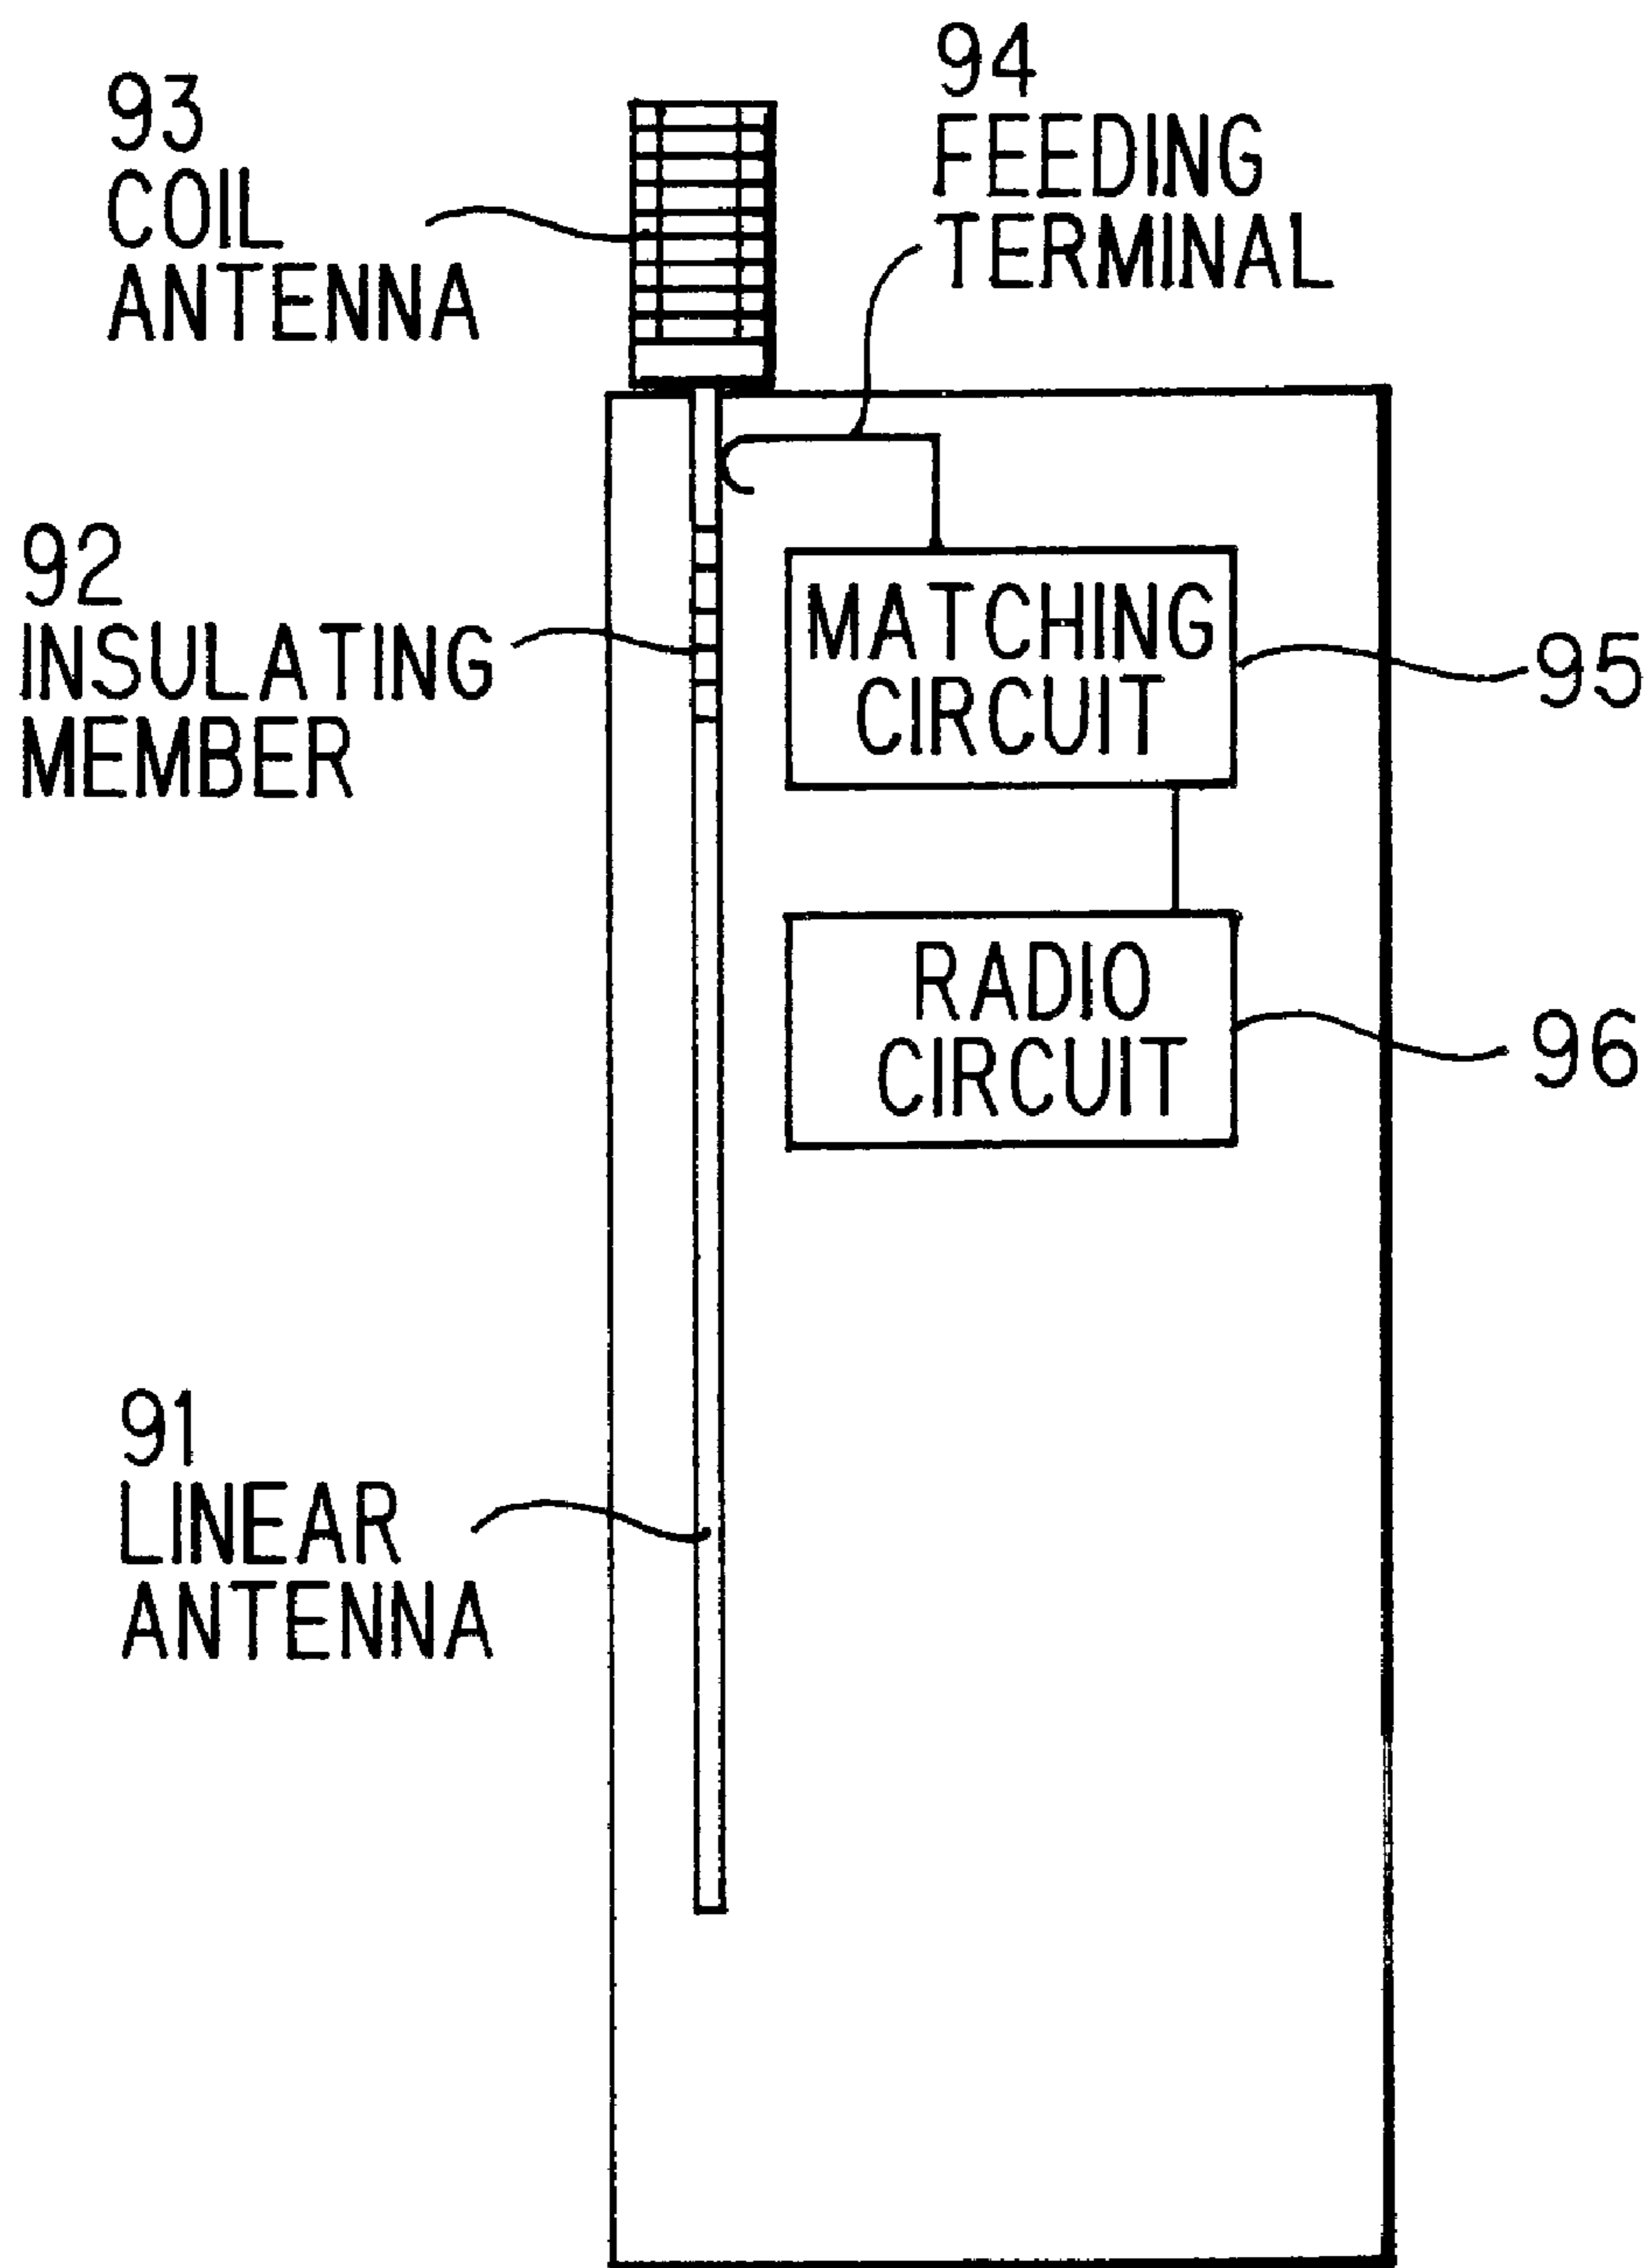 93
COIL
ANTENNA
94
FEEDING
TERMINAL
92
INSULATING
MEMBER
MATCHING
CIRCUIT
95
RADIO
CIRCUIT
96
91
LINEAR
ANTENNA